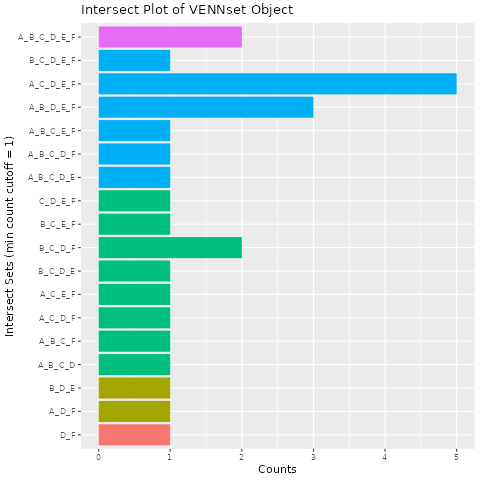 Intersect Plot of VENNset Object
Intersect Sets (min count cutoff = 1)
A_B_C_D_E_F
B_C_D_E_F
A_C_D_E_F
A_B_D_E_F
A_B_C_E_F
A_B_C_D_F
A_B_C_D_E
C_D_E_F
B_C_E_F
B_C_D_F
B_C_D_E
A_C_E_F
A_C_D_F
A_B_C_F
A_B_C_D
B_D_E
A_D_F
D_F
0 1 2 3 4 5
Counts